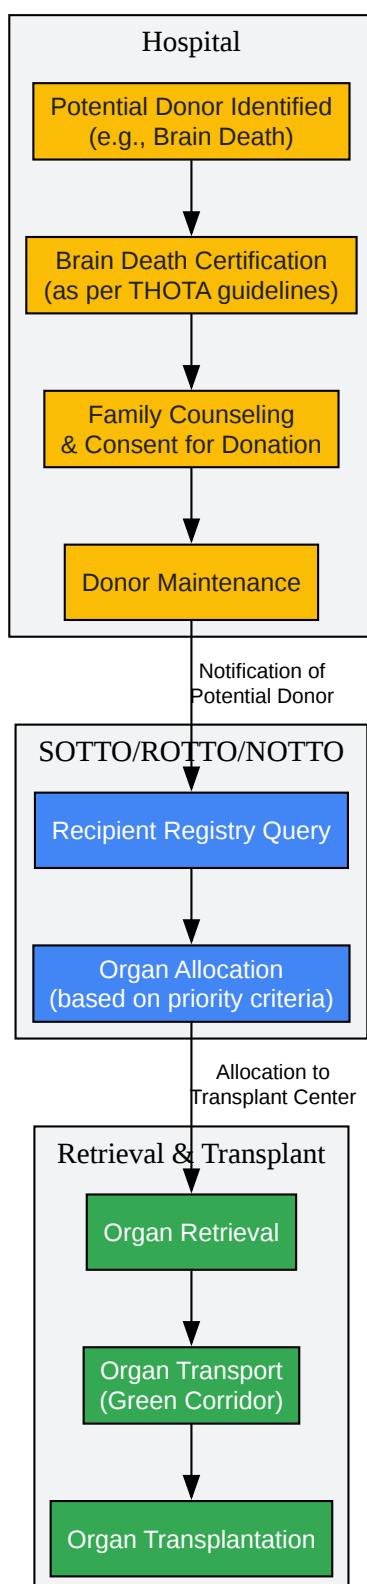 Hospital
Potential Donor Identified
(e.g., Brain Death)
Brain Death Certification
(as per THOTA guidelines)
Family Counseling
& Consent for Donation
Donor Maintenance
Notification of
Potential Donor
SOTTO/ROTTO/NOTTO
Recipient Registry Query
Organ Allocation
(based on priority criteria)
Allocation to
Transplant Center
Retrieval & Transplant
Organ Retrieval
Organ Transport
(Green Corridor)
Organ Transplantation